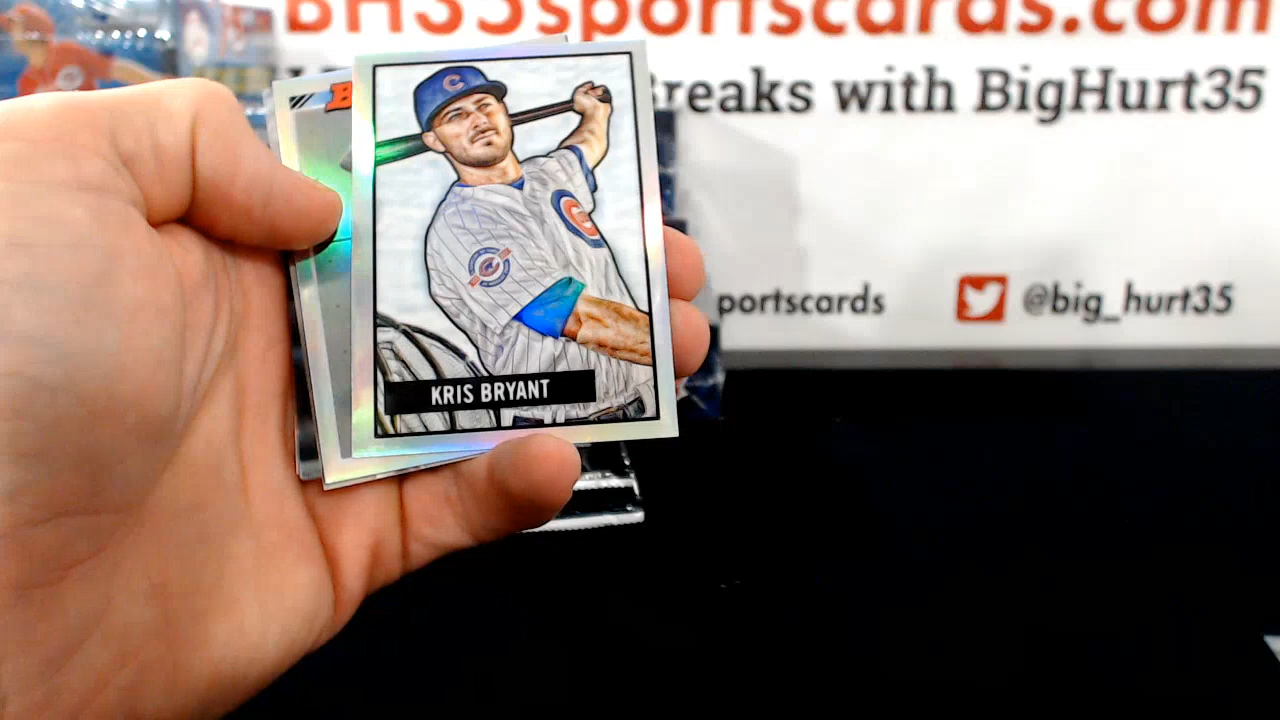 BH35sportscards.com
reaks with BigHurt35
portscards @big_hurt35
B
C
C
KRIS BRYANT